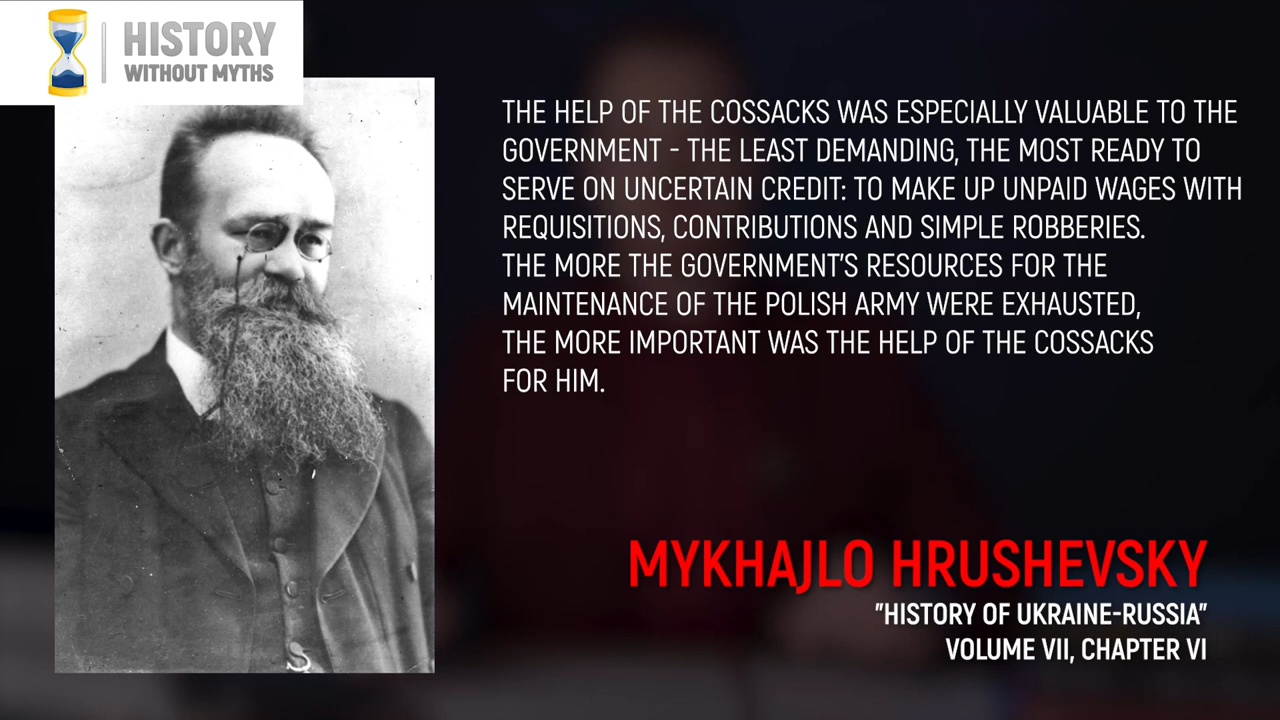 HISTORY
WITHOUT MYTHS
THE HELP OF THE COSSACKS WAS ESPECIALLY VALUABLE TO THE
GOVERNMENT - THE LEAST DEMANDING, THE MOST READY TO
SERVE ON UNCERTAIN CREDIT: TO MAKE UP UNPAID WAGES WITH
REQUISITIONS, CONTRIBUTIONS AND SIMPLE ROBBERIES.
THE MORE THE GOVERNMENT'S RESOURCES FOR THE
MAINTENANCE OF THE POLISH ARMY WERE EXHAUSTED,
THE MORE IMPORTANT WAS THE HELP OF THE COSSACKS
FOR HIM.
MYKHAJLO HRUSHEVSKY
"HISTORY OF UKRAINE-RUSSIA"
VOLUME VII, CHAPTER VI